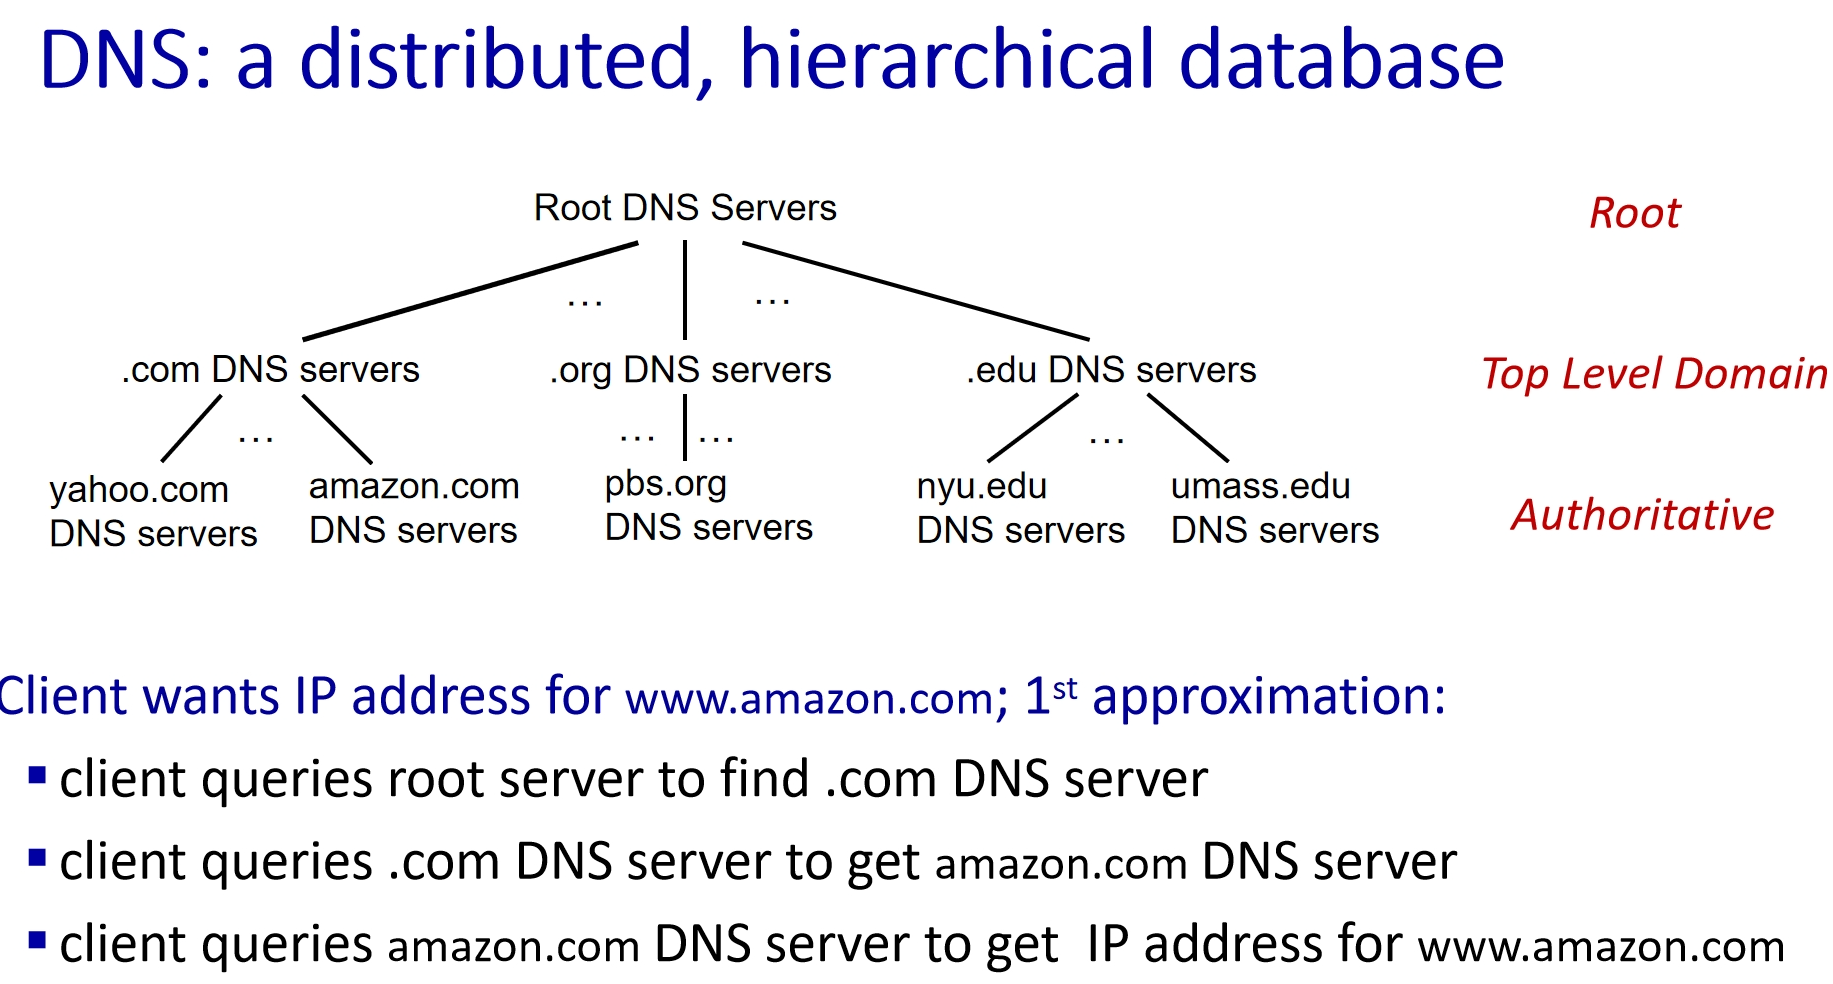 DNS: a distributed, hierarchical database
Root DNS Servers
Root
… …
.com DNS servers .org DNS servers .edu DNS servers
Top Level Domain
… … … …
yahoo.com
DNS servers
amazon.com
DNS servers
pbs.org
DNS servers
nyu.edu
DNS servers
umass.edu
DNS servers
Authoritative
Client wants IP address for www.amazon.com; 1st approximation:
▪ client queries root server to find .com DNS server
▪ client queries .com DNS server to get amazon.com DNS server
▪ client queries amazon.com DNS server to get IP address for www.amazon.com